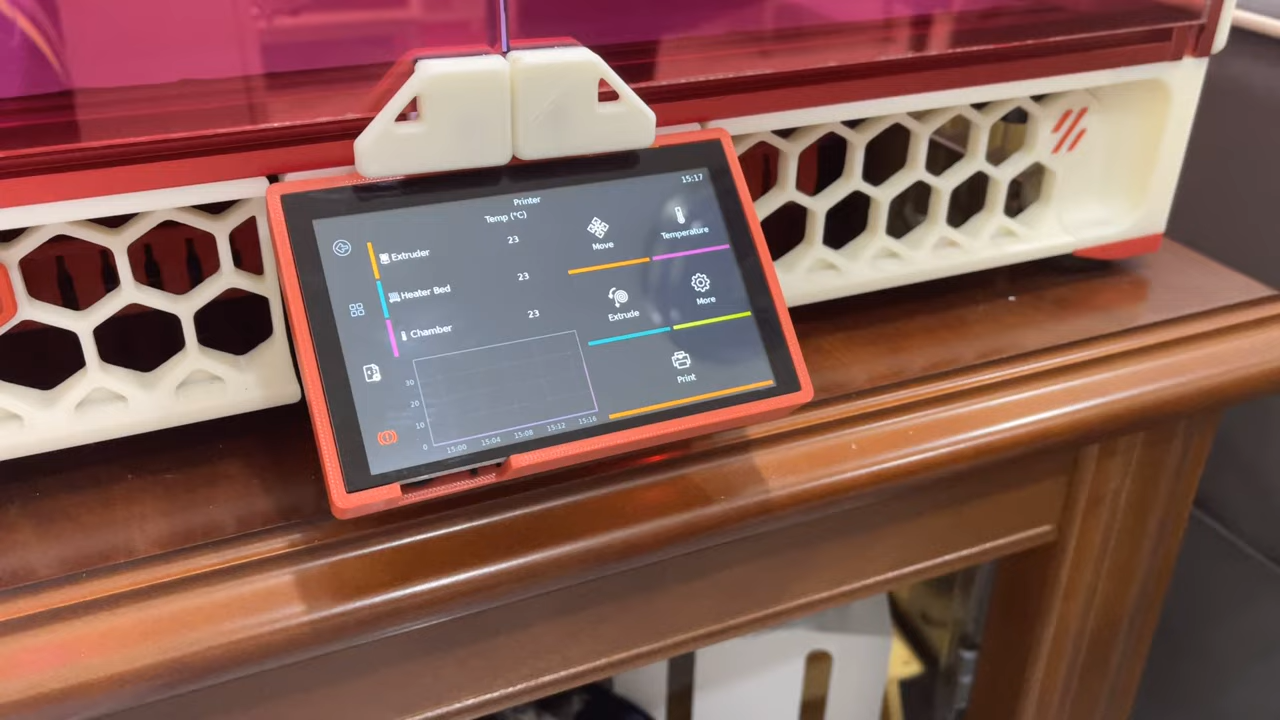 Printer
15:17
Temp (°C)
Extruder 23
Heater Bed 23
Chamber 23
Move
Temperature
Extrude
More
Print
30
20
10
0
15:00 15:04 15:08 15:12 15:16